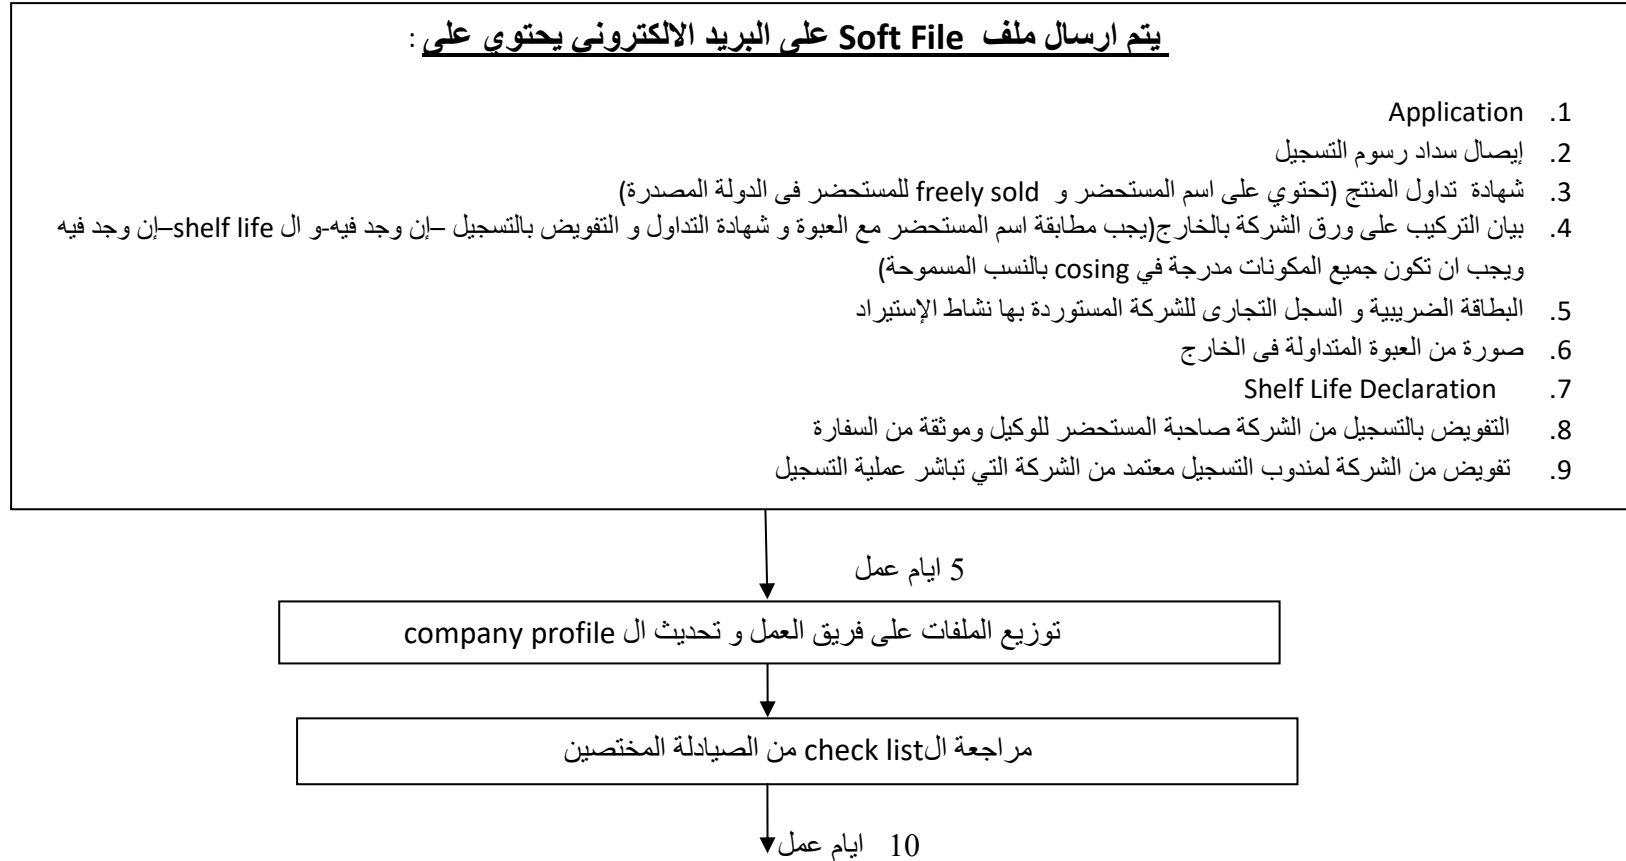 يتم ارسال ملف Soft File على البريد الالكتروني يحتوي على :
1. Application
2. إيصال سداد رسوم التسجيل
3. شهادة تداول المنتج (تحتوي على اسم المستحضر و freely sold للمستحضر فى الدولة المصدرة)
4. بيان التركيب على ورق الشركة بالخارج(يجب مطابقة اسم المستحضر مع العبوة و شهادة التداول و التفويض بالتسجيل –إن وجد فيه-و ال shelf life–إن وجد فيه
ويجب ان تكون جميع المكونات مدرجة في cosing بالنسب المسموحة)
5. البطاقة الضريبية و السجل التجارى للشركة المستوردة بها نشاط الإستيراد
6. صورة من العبوة المتداولة فى الخارج
7. Shelf Life Declaration
8. التفويض بالتسجيل من الشركة صاحبة المستحضر للوكيل وموثقة من السفارة
9. تفويض من الشركة لمندوب التسجيل معتمد من الشركة التي تباشر عملية التسجيل
5 ايام عمل
توزيع الملفات على فريق العمل و تحديث ال company profile
مراجعة الcheck list من الصيادلة المختصين
10 ايام عمل